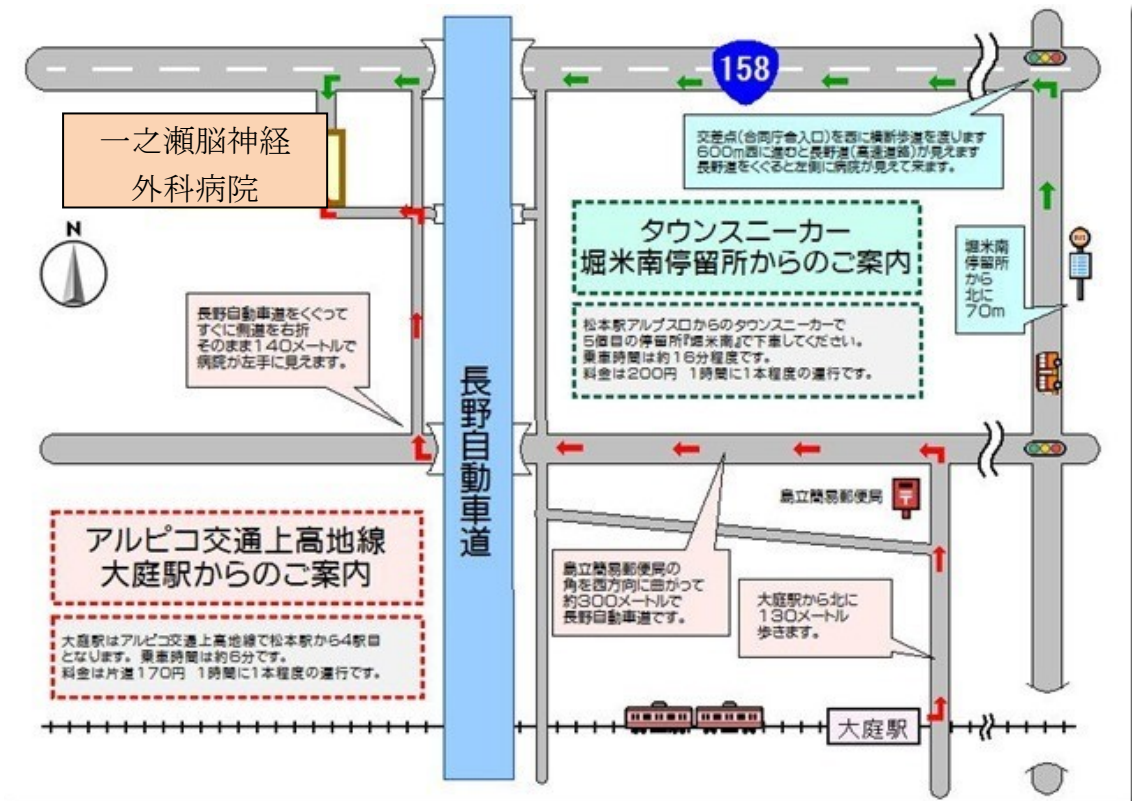 158
一之瀬脳神経
外科病院
交差点(合同庁舎入口)を西に横断歩道を渡ります
600m西に進むと長野道(高速道路)が見えます
長野道をくぐると左側に病院が見えて来ます。
N
タウンスニーカー
堀米南停留所からのご案内
堀米南
停留所
から
北に
70m
松本駅アルプス口からのタウンスニーカーで
5個目の停留所『堀米南』で下車してください。
乗車時間は約16分程度です。
料金は200円 1時間に1本程度の運行です。
長野自動車道をくぐって
すぐに側道を右折
そのまま140メートルで
病院が左手に見えます。
長野自動車道
島立簡易郵便局
アルピコ交通上高地線
大庭駅からのご案内
島立簡易郵便局の
角を西方向に曲がって
約300メートルで
長野自動車道です。
大庭駅から北に
130メートル
歩きます。
大庭駅はアルピコ交通上高地線で松本駅から4駅目
となります。乗車時間は約6分です。
料金は片道170円 1時間に1本程度の運行です。
大庭駅